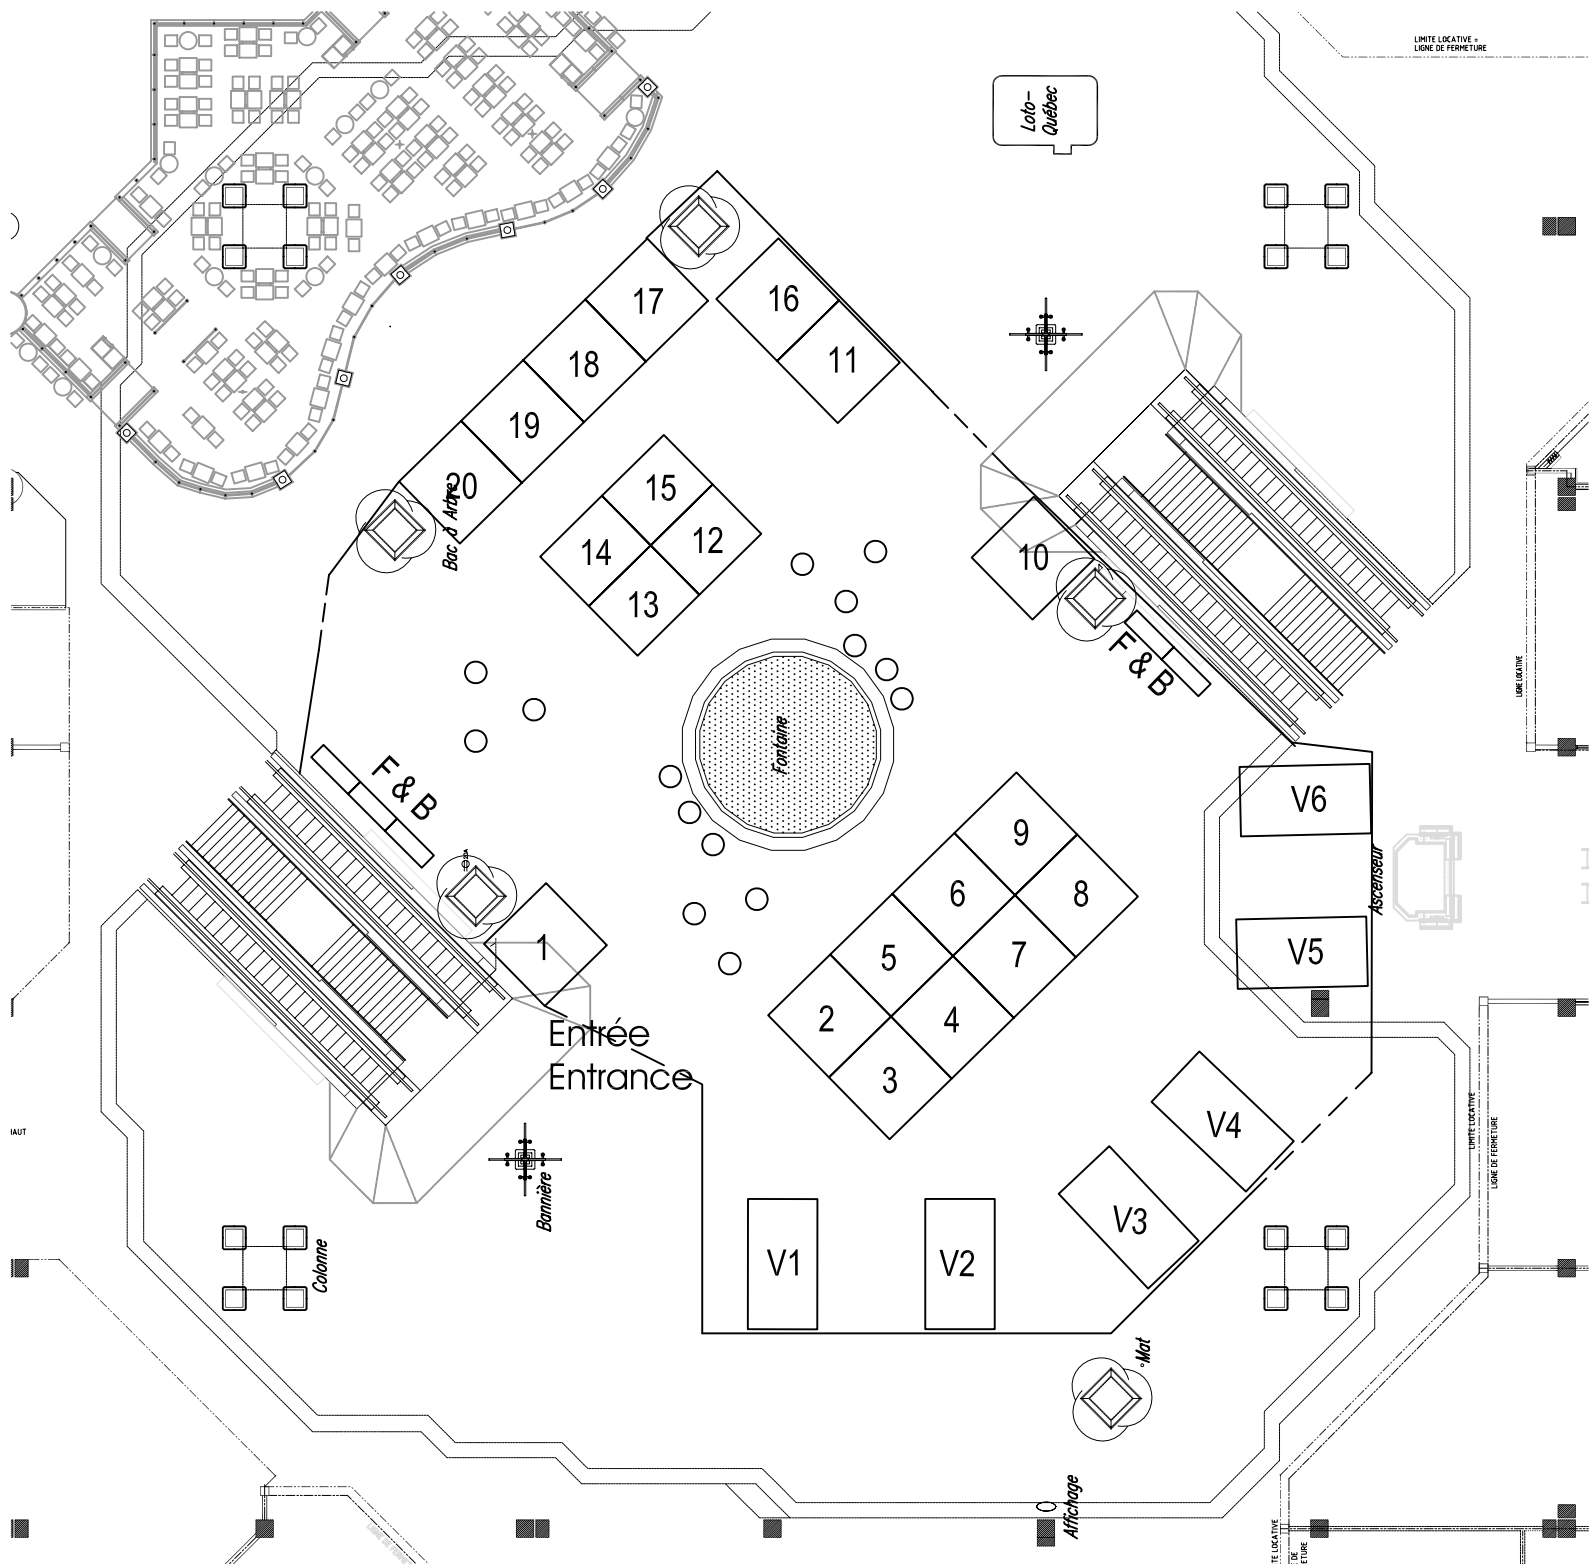 LIMITE LOCATIVE =
LIGNE DE FERMETURE
Loto-
Québec
17
16
18
11
19
20
Bac à Arbre
15
12
14
13
10
F & B
LIGNE LOCATIVE
Fontaine
F & B
V6
9
Ascenseur
6
8
1
5
7
V5
2
4
Entrée
Entrance
3
V4
LIMITE LOCATIVE
LIGNE DE FERMETURE
HAUT
Bannière
V3
V1
V2
Colonne
Mat
Affichage